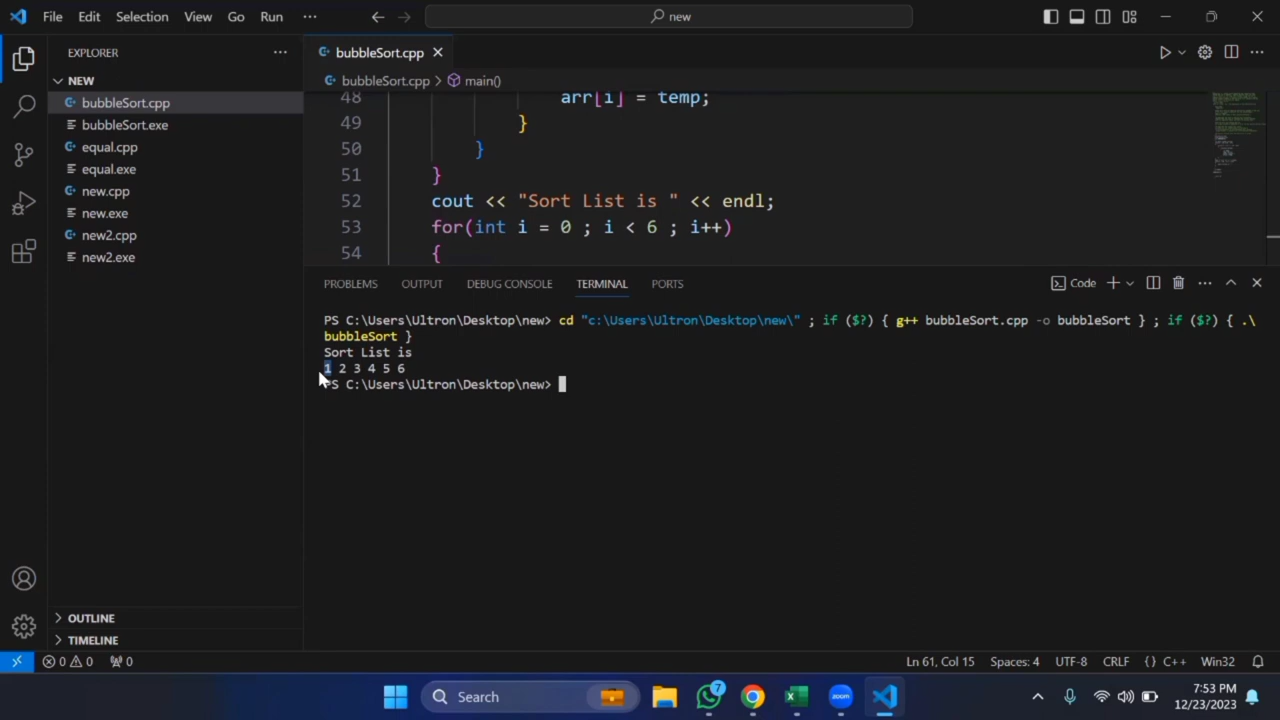 File Edit Selection View Go Run ··· new
EXPLORER ···
NEW
bubbleSort.cpp
bubbleSort.exe
equal.cpp
equal.exe
new.cpp
new.exe
new2.cpp
new2.exe
OUTLINE
TIMELINE
bubbleSort.cpp
bubbleSort.cpp > main()
48 arr[i] = temp;
49 }
50 }
51 }
52 cout << "Sort List is " << endl;
53 for(int i = 0 ; i < 6 ; i++)
54 {
PROBLEMS OUTPUT DEBUG CONSOLE TERMINAL PORTS Code
PS C:\Users\Ultron\Desktop\new> cd "c:\Users\Ultron\Desktop\new\" ; if ($?) { g++ bubbleSort.cpp -o bubbleSort } ; if ($?) { .\
bubbleSort }
Sort List is
1 2 3 4 5 6
PS C:\Users\Ultron\Desktop\new>
0 0 0 Ln 61, Col 15 Spaces: 4 UTF-8 CRLF {} C++ Win32
Search 7 zoom 7:53 PM
12/23/2023